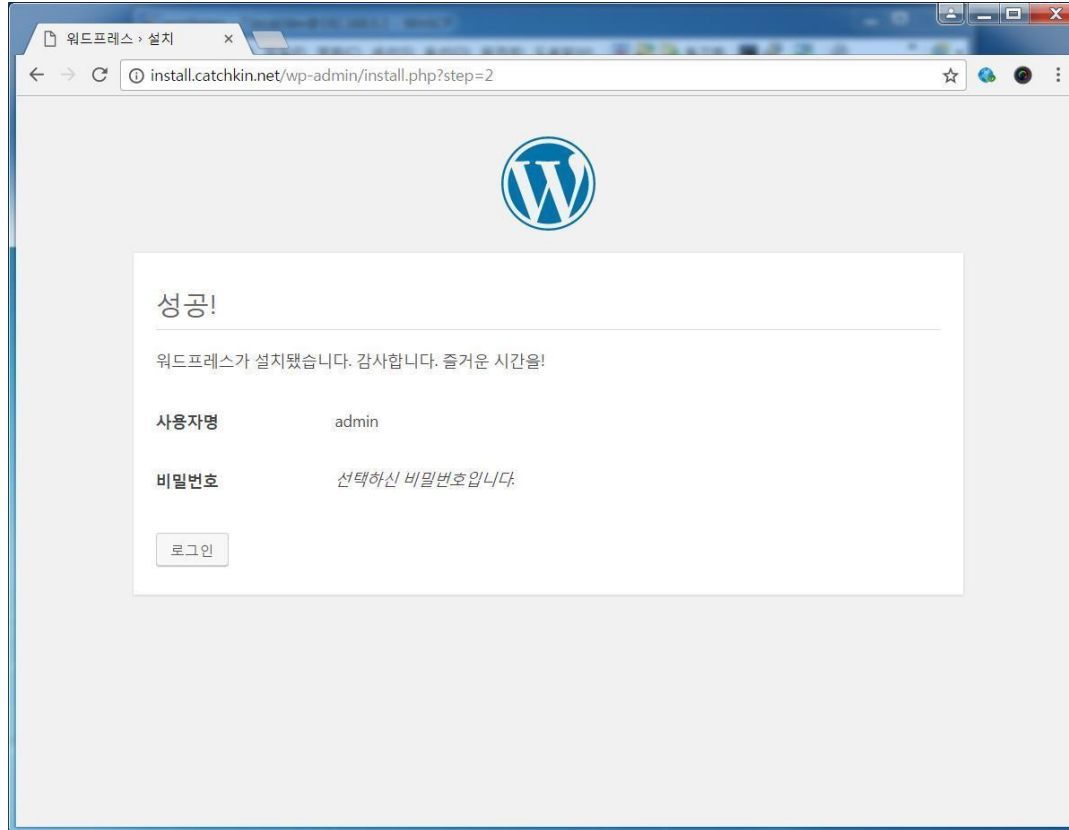 워드프레스 › 설치
install.catchkin.net/wp-admin/install.php?step=2
성공!
워드프레스가 설치됐습니다. 감사합니다. 즐거운 시간을!
사용자명 admin
비밀번호 선택하신 비밀번호입니다.
로그인